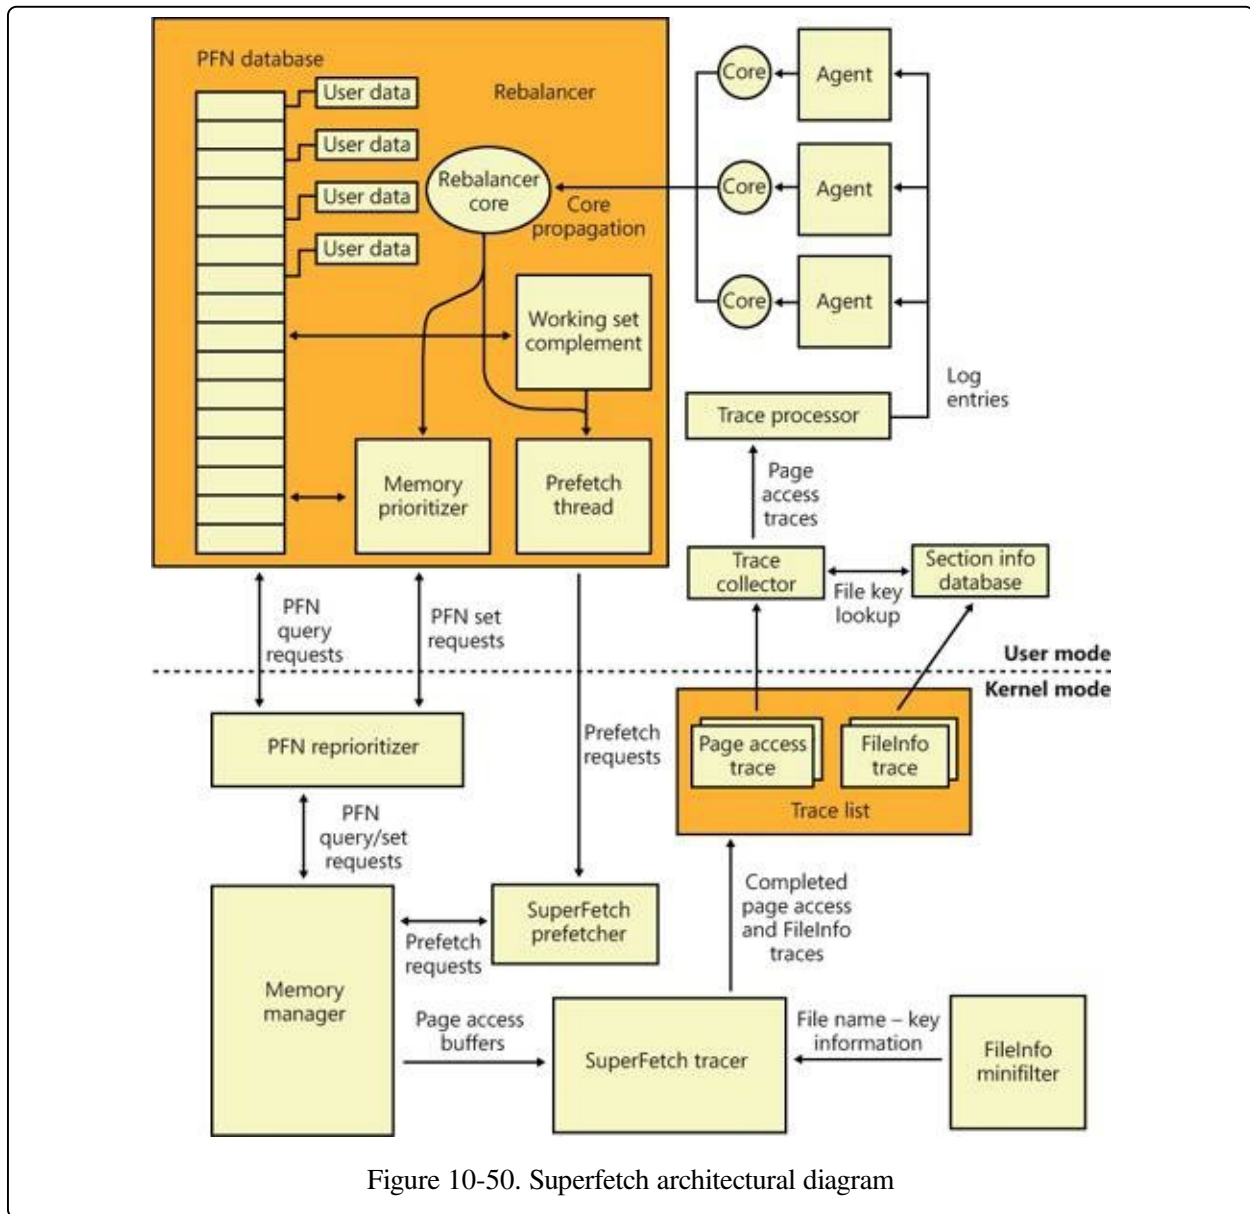 PFN database
User data
User data
User data
User data
Rebalancer
Rebalancer
core
Core
propagation
Working set
complement
Memory
prioritizer
Prefetch
thread
Core
Agent
Core
Agent
Core
Agent
Log
entries
Trace processor
Page
access
traces
Trace
collector
File key
lookup
Section info
database
PFN
query
requests
PFN set
requests
User mode
Kernel mode
PFN reprioritizer
Prefetch
requests
Page access
trace
FileInfo
trace
Trace list
PFN
query/set
requests
Memory
manager
Prefetch
requests
SuperFetch
prefetcher
Completed
page access
and FileInfo
traces
Page access
buffers
SuperFetch tracer
File name – key
information
FileInfo
minifilter
Figure 10-50. Superfetch architectural diagram